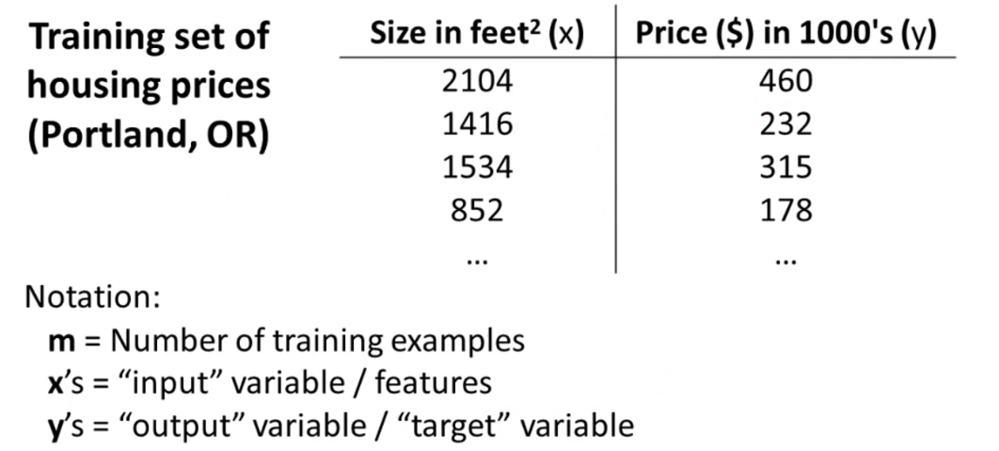 Training set of
housing prices
(Portland, OR)
Size in feet² (x) Price ($) in 1000's (y)
2104 460
1416 232
1534 315
852 178
... ...
Notation:
m = Number of training examples
x’s = “input” variable / features
y’s = “output” variable / “target” variable